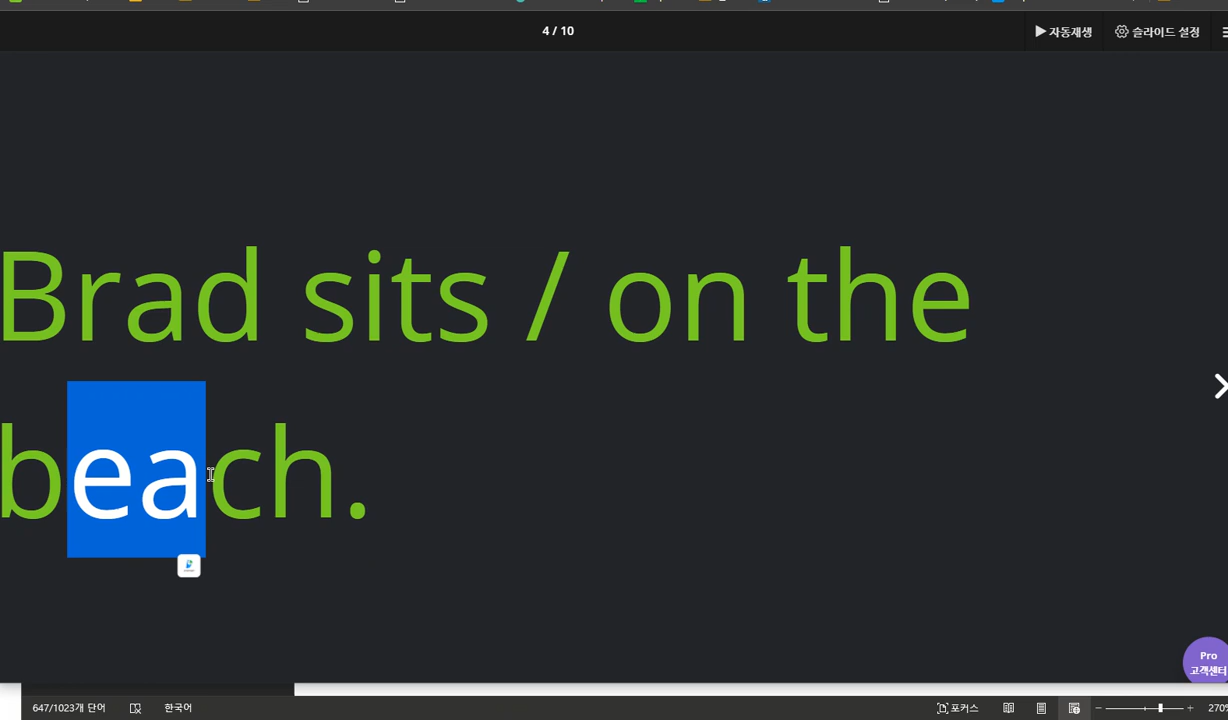 4 / 10
자동재생
슬라이드 설정
Brad sits / on the
beach.
Pro
고객센터
647/1023개 단어
한국어
포커스
270%